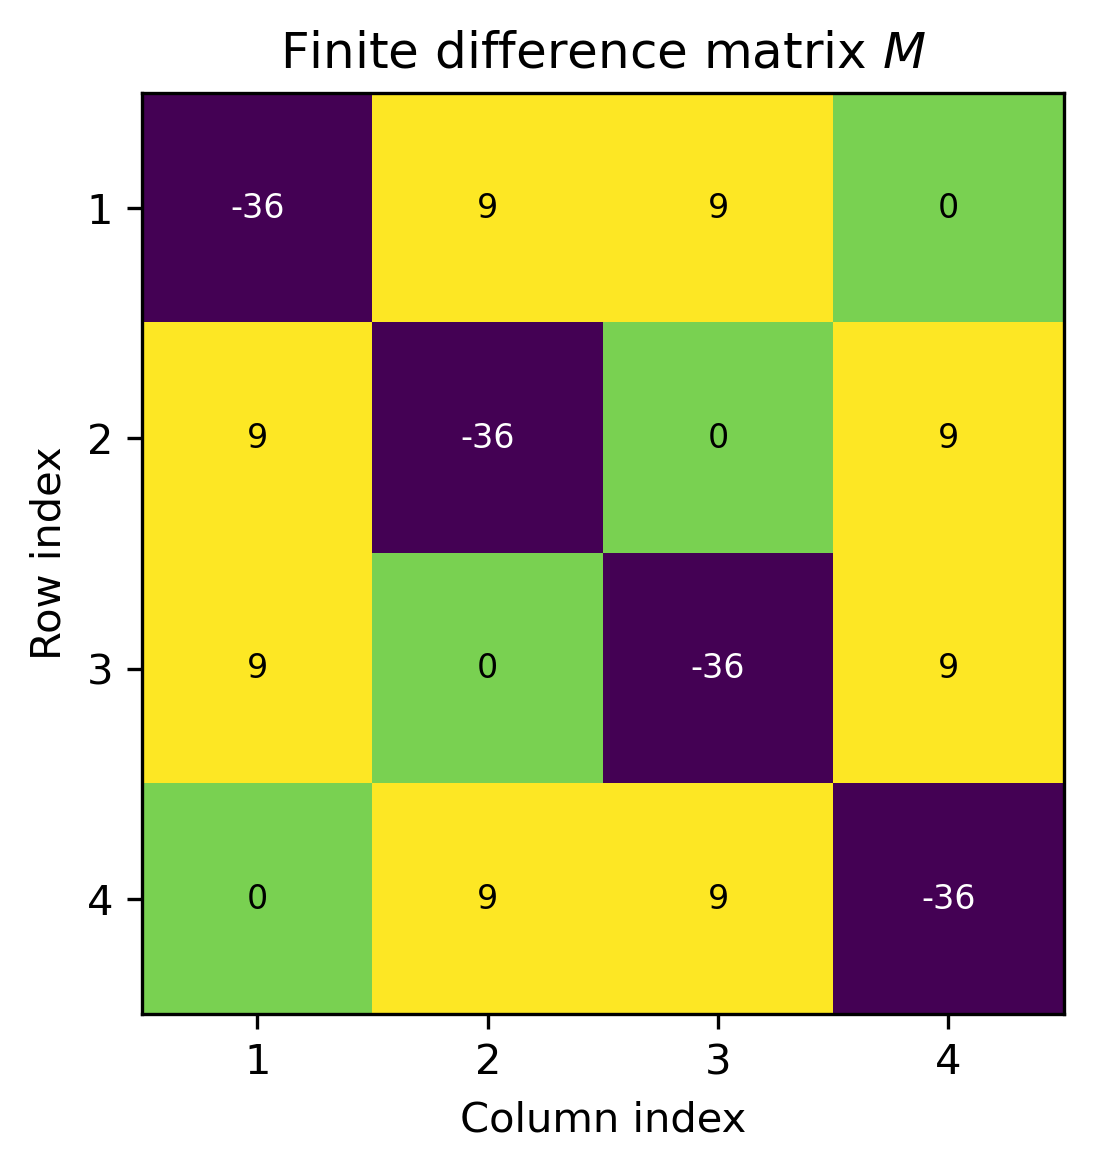 Finite difference matrix M
1 -36 9 9 0
2 9 -36 0 9
Row index
3 9 0 -36 9
4 0 9 9 -36
1 2 3 4
Column index